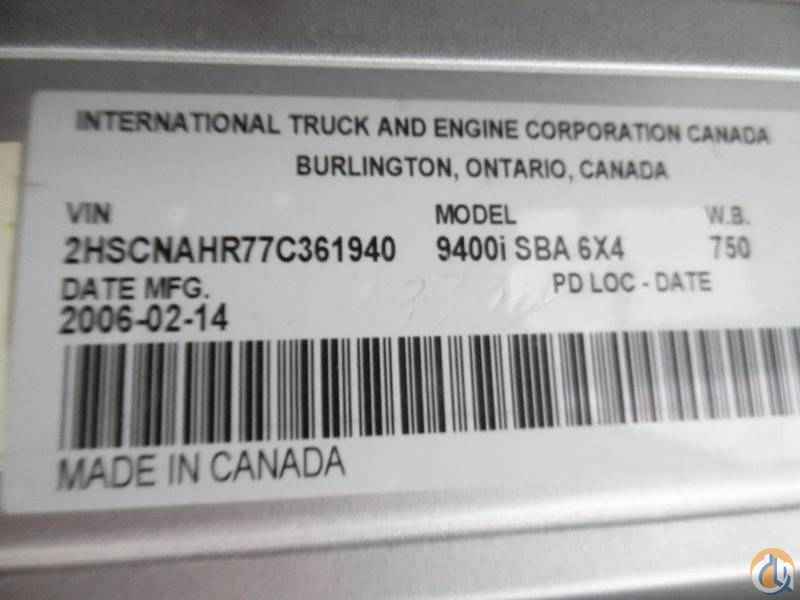 INTERNATIONAL TRUCK AND ENGINE CORPORATION CANADA
BURLINGTON, ONTARIO, CANADA
VIN MODEL W.B.
2HSCNAHR77C361940 9400i SBA 6X4 750
DATE MFG. PD LOC - DATE
2006-02-14
MADE IN CANADA